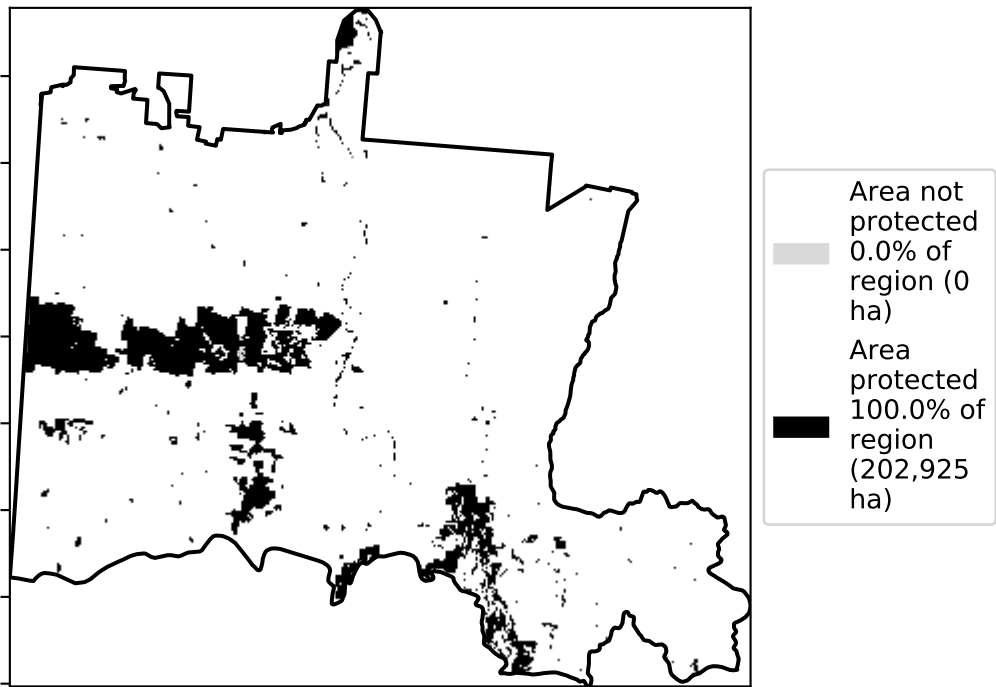 Area not
protected
0.0% of
region (0
ha)
Area
protected
100.0% of
region
(202,925
ha)